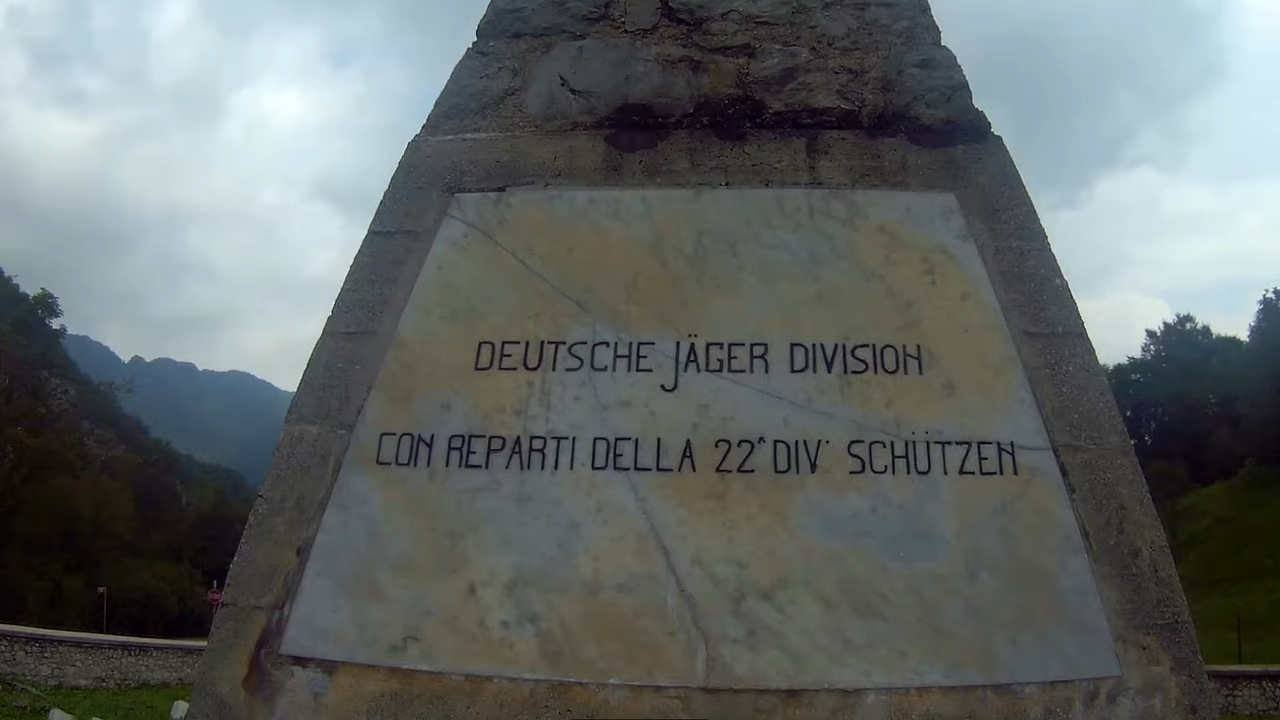 DEUTSCHE JÄGER DIVISION
CON REPARTI DELLA 22^ DIV· SCHÜTZEN